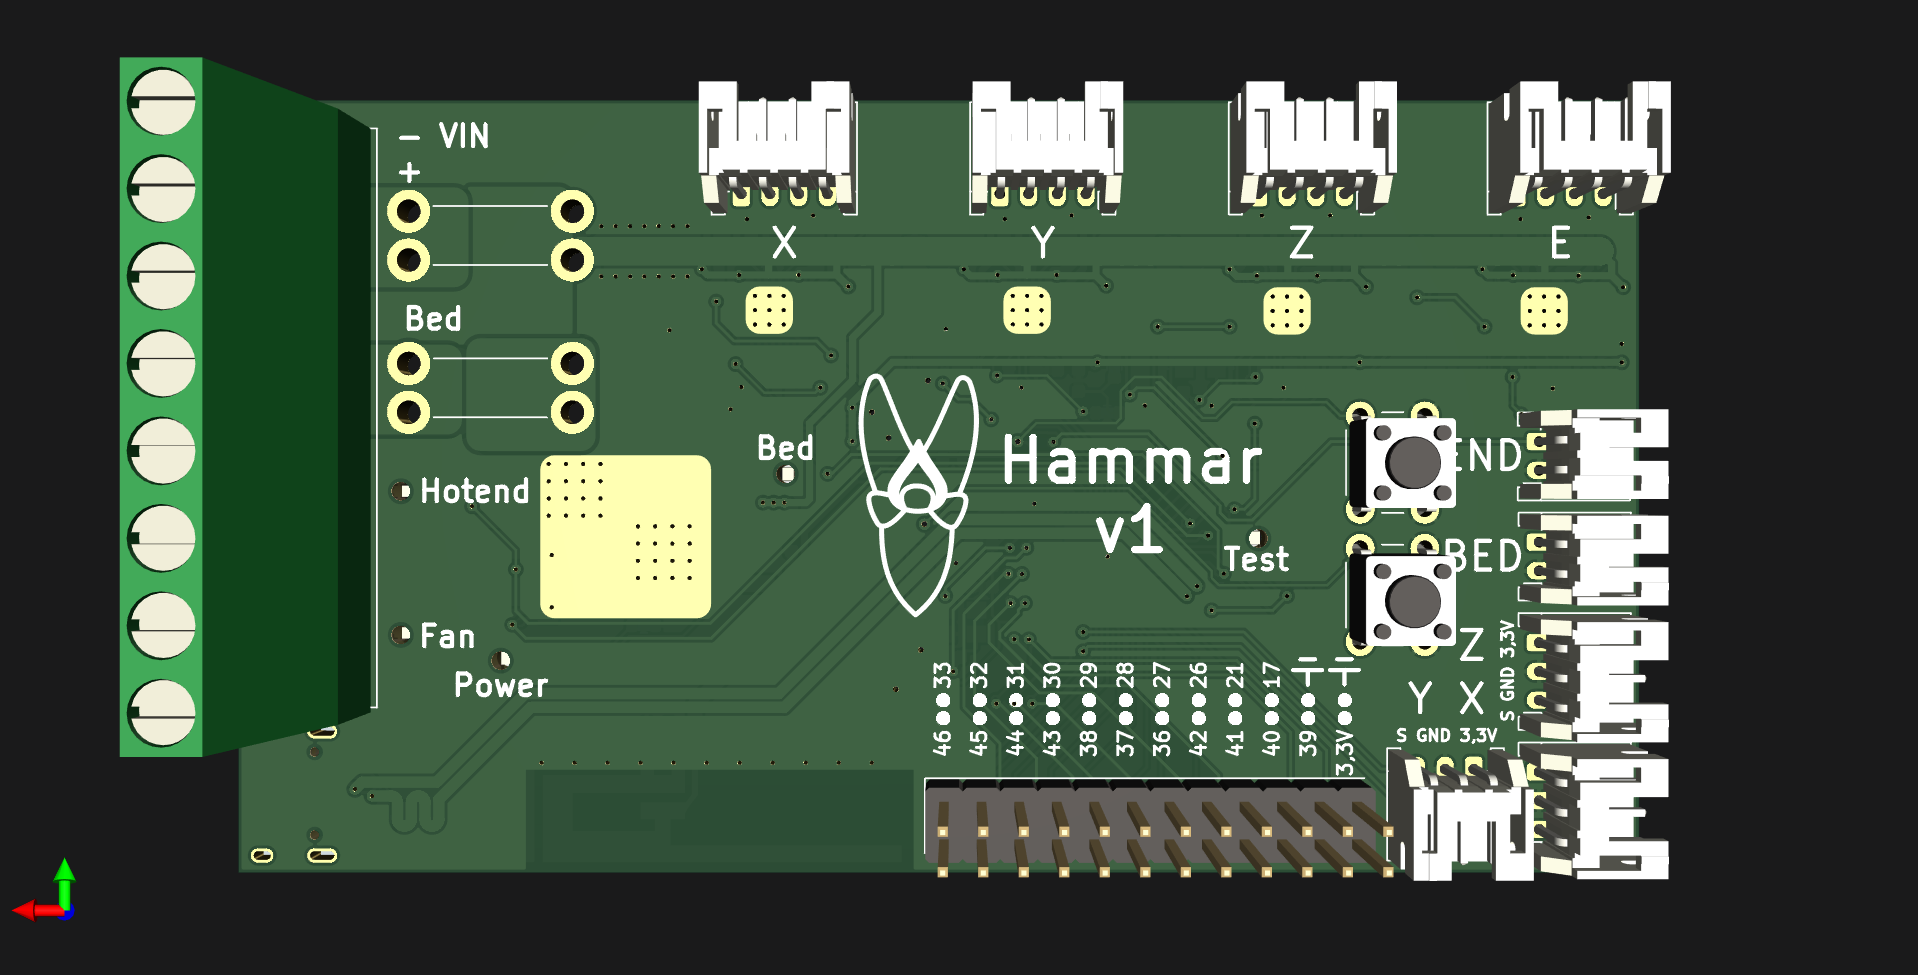 - VIN
+
X
Y
Z
E
Bed
Bed
Hotend
Hammar
v1
END
Test
BED
Fan
Power
Z
Y X
S GND 3,3V
S GND 3,3V
33 32 31 30 29 28 27 26 21 17
46 45 44 43 38 37 36 42 41 40 39 3,3V